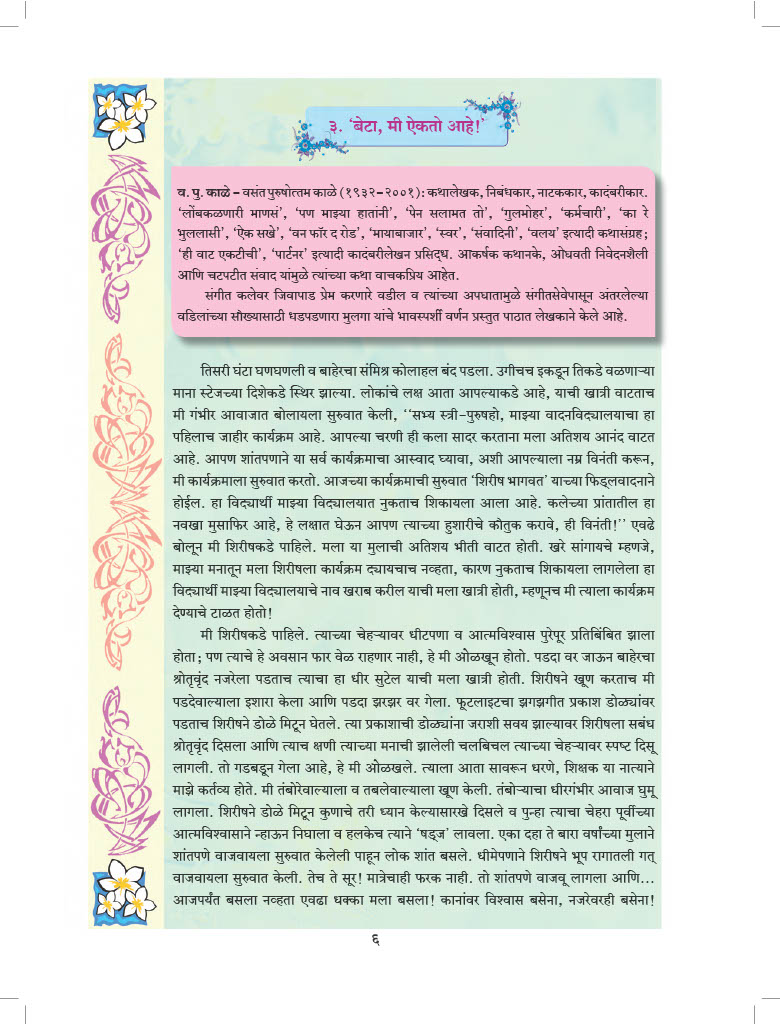 ३. ‘बेटा, मी ऐकतो आहे!’
व. पु. काळे – वसंत पुरुषोत्तम काळे (१९३२–२००१): कथालेखक, निबंधकार, नाटककार, कादंबरीकार.
‘लोंबकळणारी माणसं’, ‘पण माझ्या हातांनी’, ‘पेन सलामत तो’, ‘गुलमोहर’, ‘कर्मचारी’, ‘का रे
भुललासी’, ‘ऐक सखे’, ‘वन फॉर द रोड’, ‘मायाबाजार’, ‘स्वर’, ‘संवादिनी’, ‘वलय’ इत्यादी कथासंग्रह;
‘ही वाट एकटीची’, ‘पार्टनर’ इत्यादी कादंबरीलेखन प्रसिद्ध. आकर्षक कथानके, ओघवती निवेदनशैली
आणि चटपटीत संवाद यांमुळे त्यांच्या कथा वाचकप्रिय आहेत.
संगीत कलेवर जिवापाड प्रेम करणारे वडील व त्यांच्या अपघातामुळे संगीतसेवेपासून अंतरलेल्या
वडिलांच्या सौख्यासाठी धडपडणारा मुलगा यांचे भावस्पर्शी वर्णन प्रस्तुत पाठात लेखकाने केले आहे.
तिसरी घंटा घणघणली व बाहेरचा संमिश्र कोलाहल बंद पडला. उगीचच इकडून तिकडे वळणाऱ्या
माना स्टेजच्या दिशेकडे स्थिर झाल्या. लोकांचे लक्ष आता आपल्याकडे आहे, याची खात्री वाटताच
मी गंभीर आवाजात बोलायला सुरुवात केली, ‘‘सभ्य स्त्री–पुरुषहो, माझ्या वादनविद्यालयाचा हा
पहिलाच जाहीर कार्यक्रम आहे. आपल्या चरणी ही कला सादर करताना मला अतिशय आनंद वाटत
आहे. आपण शांतपणाने या सर्व कार्यक्रमाचा आस्वाद घ्यावा, अशी आपल्याला नम्र विनंती करून,
मी कार्यक्रमाला सुरुवात करतो. आजच्या कार्यक्रमाची सुरुवात ‘शिरीष भागवत’ याच्या फिड्लवादनाने
होईल. हा विद्यार्थी माझ्या विद्यालयात नुकताच शिकायला आला आहे. कलेच्या प्रांतातील हा
नवखा मुसाफिर आहे, हे लक्षात घेऊन आपण त्याच्या हुशारीचे कौतुक करावे, ही विनंती!’’ एवढे
बोलून मी शिरीषकडे पाहिले. मला या मुलाची अतिशय भीती वाटत होती. खरे सांगायचे म्हणजे,
माझ्या मनातून मला शिरीषला कार्यक्रम द्यायचाच नव्हता, कारण नुकताच शिकायला लागलेला हा
विद्यार्थी माझ्या विद्यालयाचे नाव खराब करील याची मला खात्री होती, म्हणूनच मी त्याला कार्यक्रम
देण्याचे टाळत होतो!
मी शिरीषकडे पाहिले. त्याच्या चेहऱ्यावर धीटपणा व आत्मविश्वास पुरेपूर प्रतिबिंबित झाला
होता; पण त्याचे हे अवसान फार वेळ राहणार नाही, हे मी ओळखून होतो. पडदा वर जाऊन बाहेरचा
श्रोतृवृंद नजरेला पडताच त्याचा हा धीर सुटेल याची मला खात्री होती. शिरीषने खूण करताच मी
पडदेवाल्याला इशारा केला आणि पडदा झरझर वर गेला. फूटलाइटचा झगझगीत प्रकाश डोळ्यांवर
पडताच शिरीषने डोळे मिटून घेतले. त्या प्रकाशाची डोळ्यांना जराशी सवय झाल्यावर शिरीषला सबंध
श्रोतृवृंद दिसला आणि त्याच क्षणी त्याच्या मनाची झालेली चलबिचल त्याच्या चेहऱ्यावर स्पष्ट दिसू
लागली. तो गडबडून गेला आहे, हे मी ओळखले. त्याला आता सावरून धरणे, शिक्षक या नात्याने
माझे कर्तव्य होते. मी तंबोरेवाल्याला व तबलेवाल्याला खूण केली. तंबोऱ्याचा धीरगंभीर आवाज घुमू
लागला. शिरीषने डोळे मिटून कुणाचे तरी ध्यान केल्यासारखे दिसले व पुन्हा त्याचा चेहरा पूर्वीच्या
आत्मविश्वासाने न्हाऊन निघाला व हलकेच त्याने ‘षड्ज’ लावला. एका दहा ते बारा वर्षांच्या मुलाने
शांतपणे वाजवायला सुरुवात केलेली पाहून लोक शांत बसले. धीमेपणाने शिरीषने भूप रागातली गत्
वाजवायला सुरुवात केली. तेच ते सूर! मात्रेचाही फरक नाही. तो शांतपणे वाजवू लागला आणि...
आजपर्यंत बसला नव्हता एवढा धक्का मला बसला! कानांवर विश्वास बसेना, नजरेवरही बसेना!
६